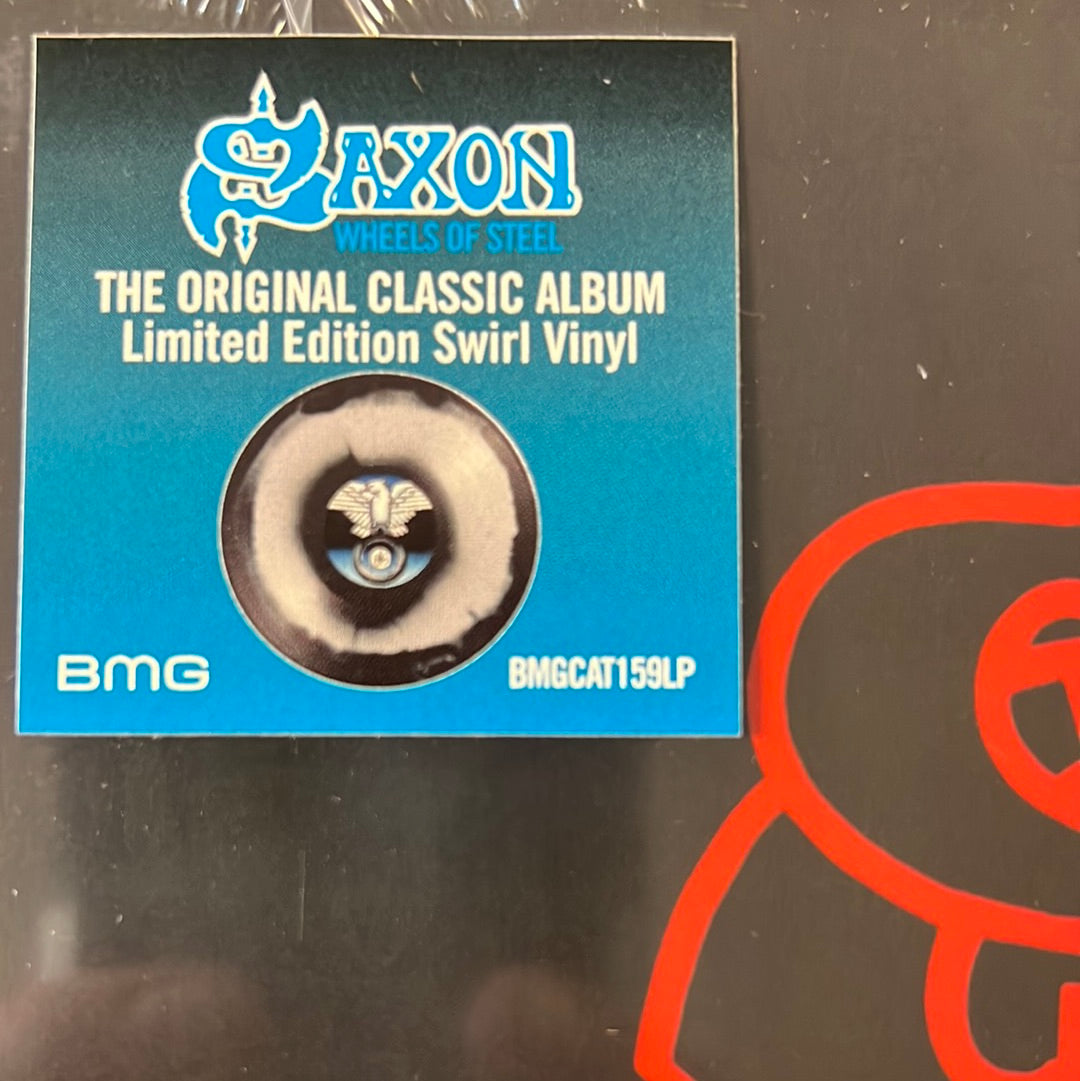 SAXON
WHEELS OF STEEL
THE ORIGINAL CLASSIC ALBUM
Limited Edition Swirl Vinyl
BMG
BMGCAT159LP